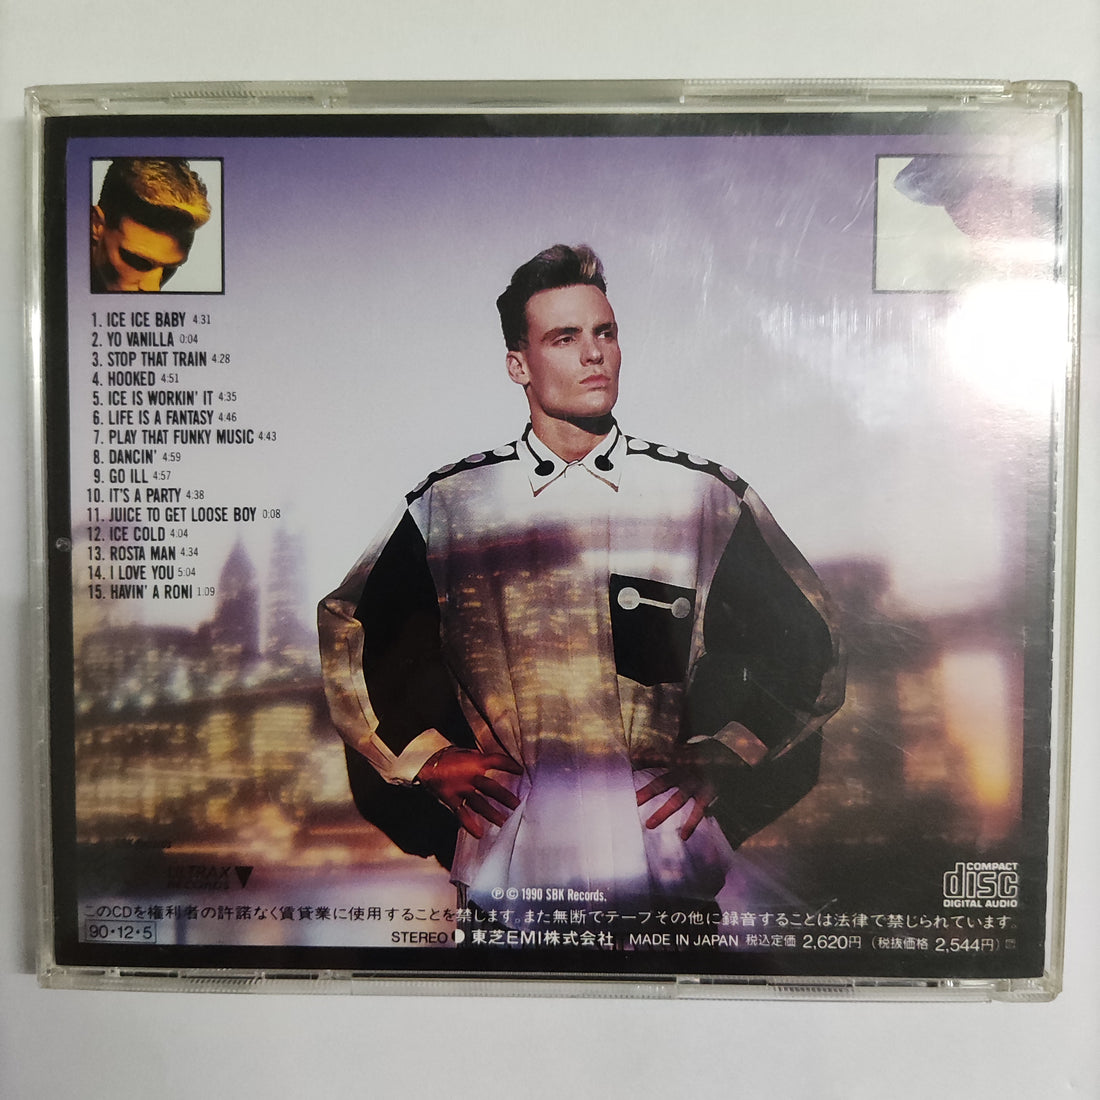 1. ICE ICE BABY 4:31
2. YO VANILLA 0:04
3. STOP THAT TRAIN 4:28
4. HOOKED 4:51
5. ICE IS WORKIN' IT 4:35
6. LIFE IS A FANTASY 4:46
7. PLAY THAT FUNKY MUSIC 4:43
8. DANCIN' 4:59
9. GO ILL 4:57
10. IT'S A PARTY 4:38
11. JUICE TO GET LOOSE BOY 0:08
12. ICE COLD 4:04
13. ROSTA MAN 4:34
14. I LOVE YOU 5:04
15. HAVIN' A RONI 1:09
ULTRAX
RECORDS
COMPACT
disc
DIGITAL AUDIO
Ⓟ © 1990 SBK Records.
このCDを権利者の許諾なく賃貸業に使用することを禁じます。また無断でテープその他に録音することは法律で禁じられています。
90・12・5
STEREO 東芝EMI株式会社 MADE IN JAPAN 税込定価 2,620円 (税抜価格 2,544円)